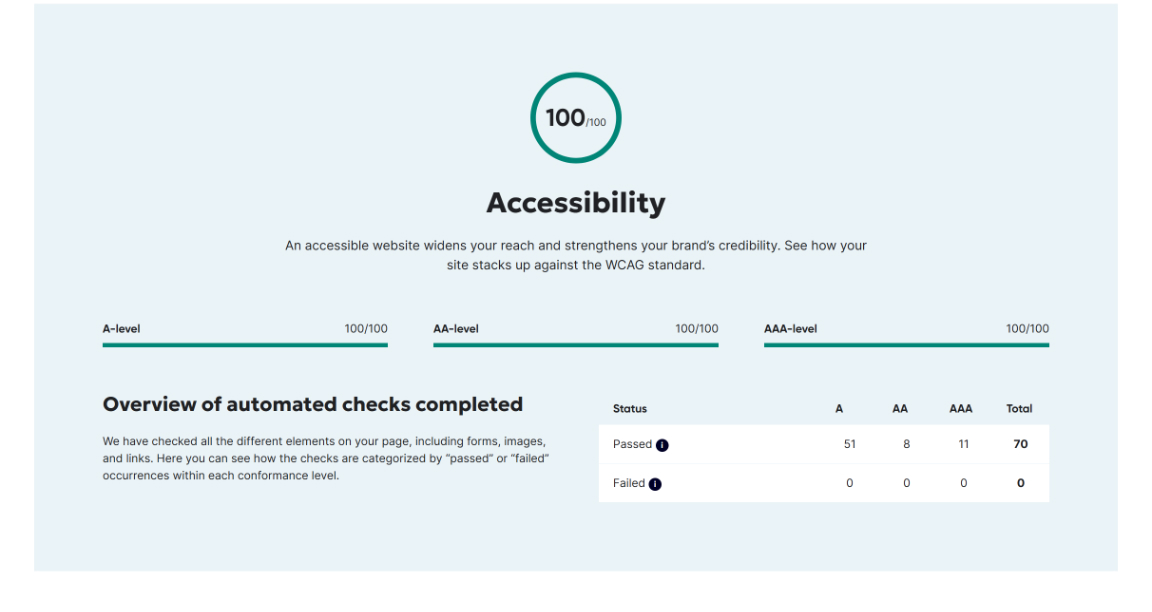 100/100
Accessibility
An accessible website widens your reach and strengthens your brand's credibility. See how your
site stacks up against the WCAG standard.
A-level 100/100 AA-level 100/100 AAA-level 100/100
Overview of automated checks completed
We have checked all the different elements on your page, including forms, images,
and links. Here you can see how the checks are categorized by "passed" or "failed"
occurrences within each conformance level.
Status A AA AAA Total
Passed i 51 8 11 70
Failed i 0 0 0 0